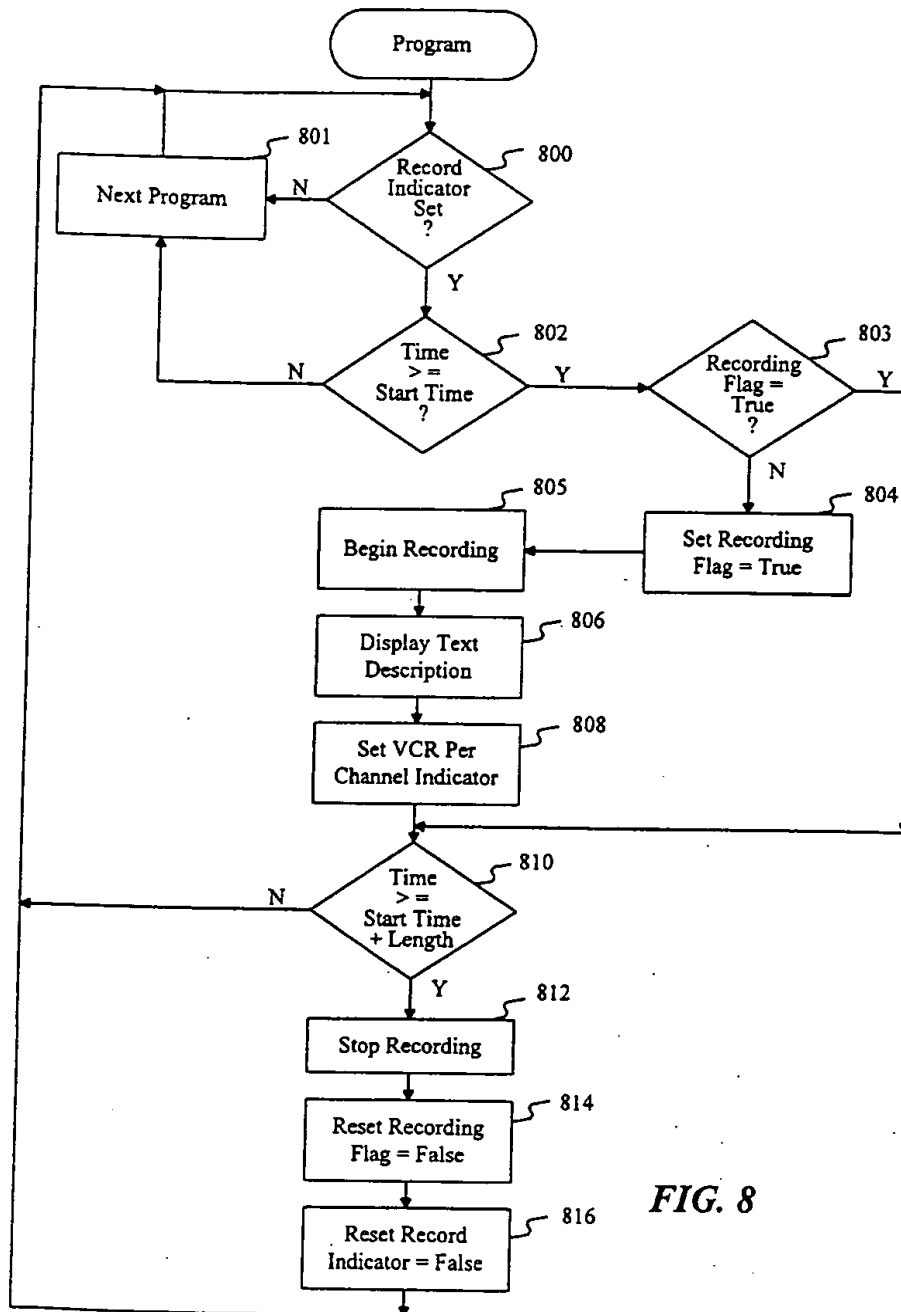 Program
801
800
Next Program
N
Record
Indicator
Set
?
Y
802
803
N
Time
> =
Start Time
?
Y
Recording
Flag =
True
?
Y
N
805
804
Begin Recording
Set Recording
Flag = True
806
Display Text
Description
808
Set VCR Per
Channel Indicator
810
N
Time
> =
Start Time
+ Length
Y
812
Stop Recording
814
Reset Recording
Flag = False
FIG. 8
816
Reset Record
Indicator = False